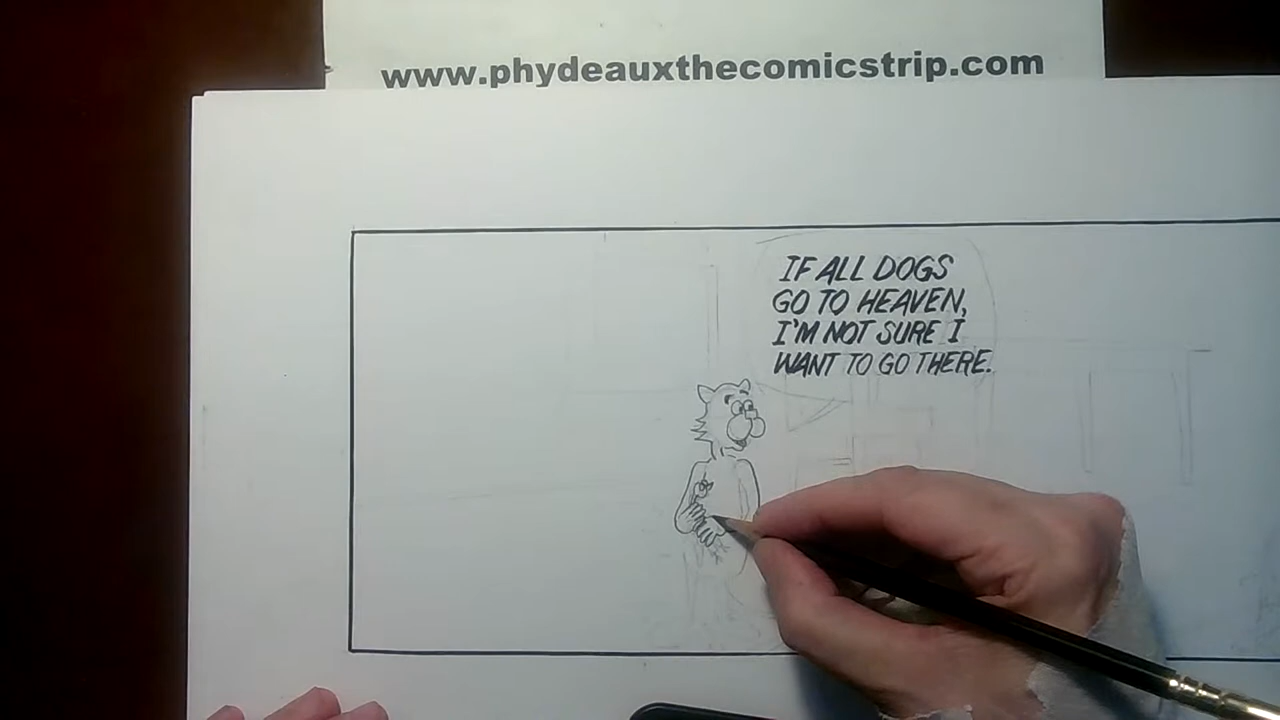 www.phydeauxthecomicstrip.com
IF ALL DOGS
GO TO HEAVEN,
I'M NOT SURE I
WANT TO GO THERE.